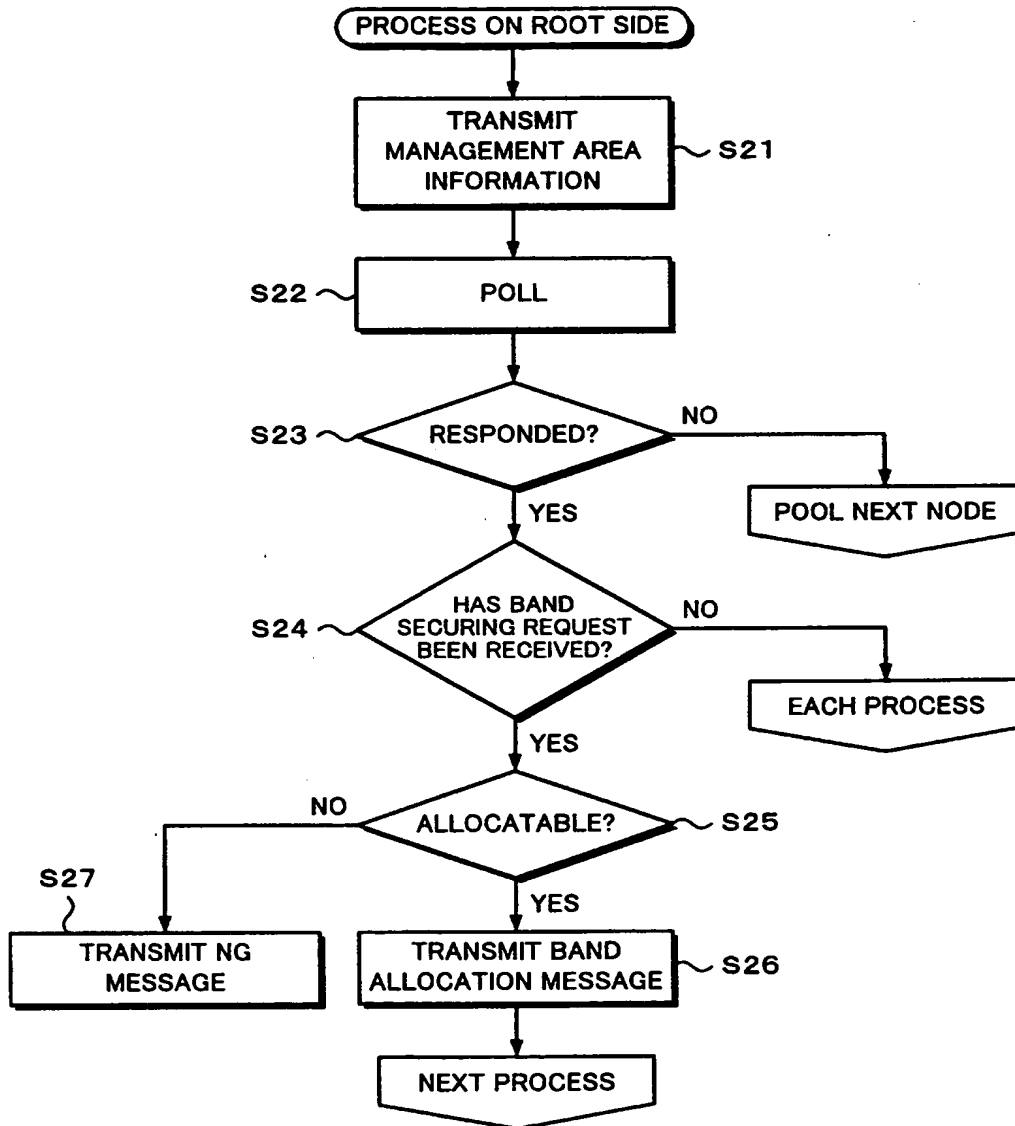 PROCESS ON ROOT SIDE
TRANSMIT
MANAGEMENT AREA
INFORMATION
S21
S22
POLL
S23
RESPONDED?
NO
POOL NEXT NODE
YES
S24
HAS BAND
SECURING REQUEST
BEEN RECEIVED?
NO
EACH PROCESS
YES
NO
ALLOCATABLE?
S25
S27
YES
TRANSMIT NG
MESSAGE
TRANSMIT BAND
ALLOCATION MESSAGE
S26
NEXT PROCESS